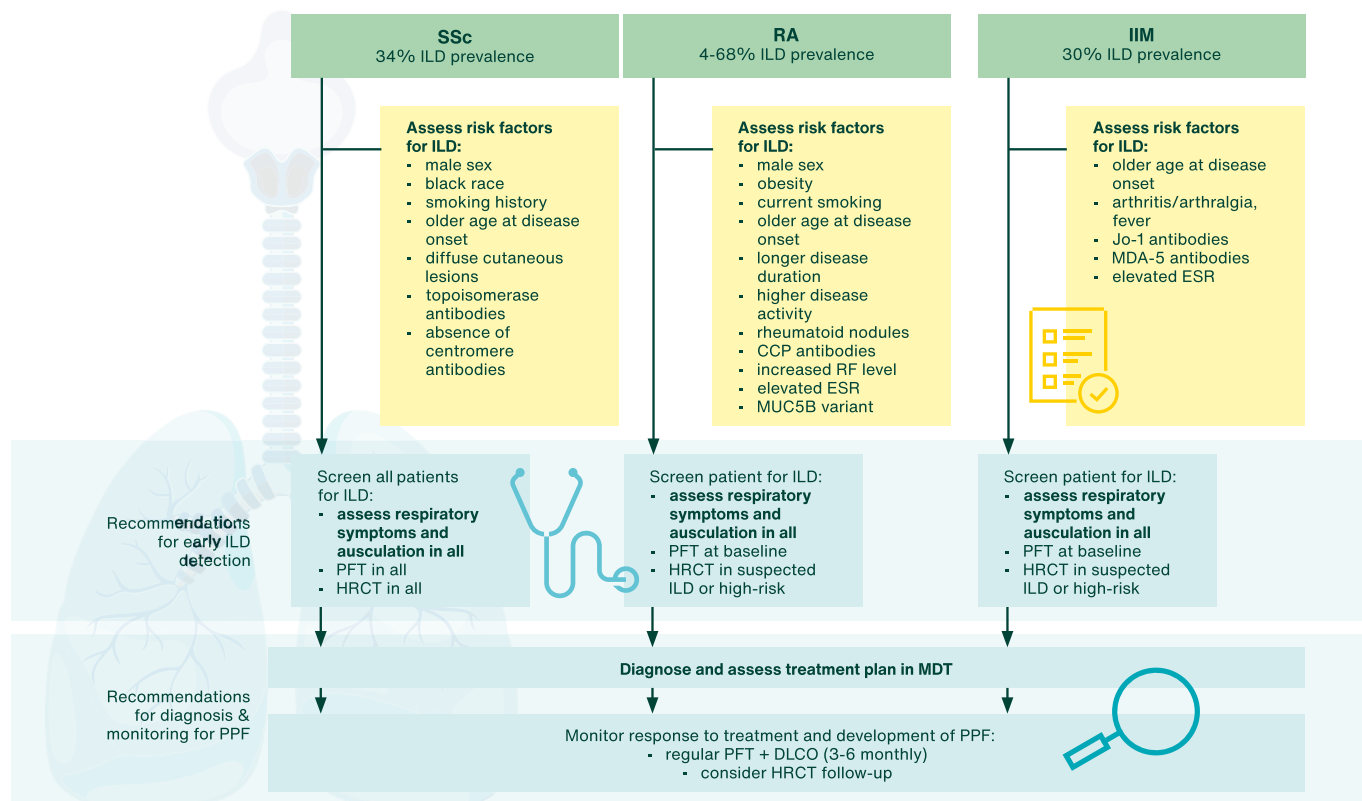 SSc
34% ILD prevalence
RA
4-68% ILD prevalence
IIM
30% ILD prevalence
Assess risk factors
for ILD:
- male sex
- black race
- smoking history
- older age at disease
onset
- diffuse cutaneous
lesions
- topoisomerase
antibodies
- absence of
centromere
antibodies
Assess risk factors
for ILD:
- male sex
- obesity
- current smoking
- older age at disease
onset
- longer disease
duration
- higher disease
activity
- rheumatoid nodules
- CCP antibodies
- increased RF level
- elevated ESR
- MUC5B variant
Assess risk factors
for ILD:
- older age at disease
onset
- arthritis/arthralgia,
fever
- Jo-1 antibodies
- MDA-5 antibodies
- elevated ESR
Recommendations
for early ILD
detection
Screen all patients
for ILD:
- assess respiratory
symptoms and
ausculation in all
- PFT in all
- HRCT in all
Screen patient for ILD:
- assess respiratory
symptoms and
ausculation in all
- PFT at baseline
- HRCT in suspected
ILD or high-risk
Screen patient for ILD:
- assess respiratory
symptoms and
ausculation in all
- PFT at baseline
- HRCT in suspected
ILD or high-risk
Recommendations
for diagnosis &
monitoring for PPF
Diagnose and assess treatment plan in MDT
Monitor response to treatment and development of PPF:
- regular PFT + DLCO (3-6 monthly)
- consider HRCT follow-up